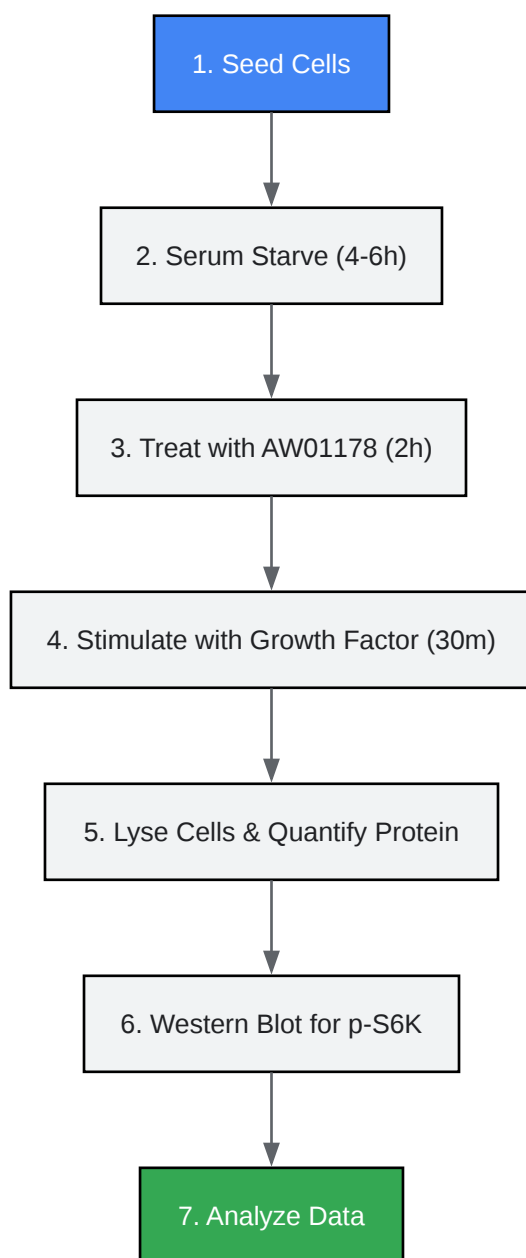 1. Seed Cells
2. Serum Starve (4-6h)
3. Treat with AW01178 (2h)
4. Stimulate with Growth Factor (30m)
5. Lyse Cells & Quantify Protein
6. Western Blot for p-S6K
7. Analyze Data